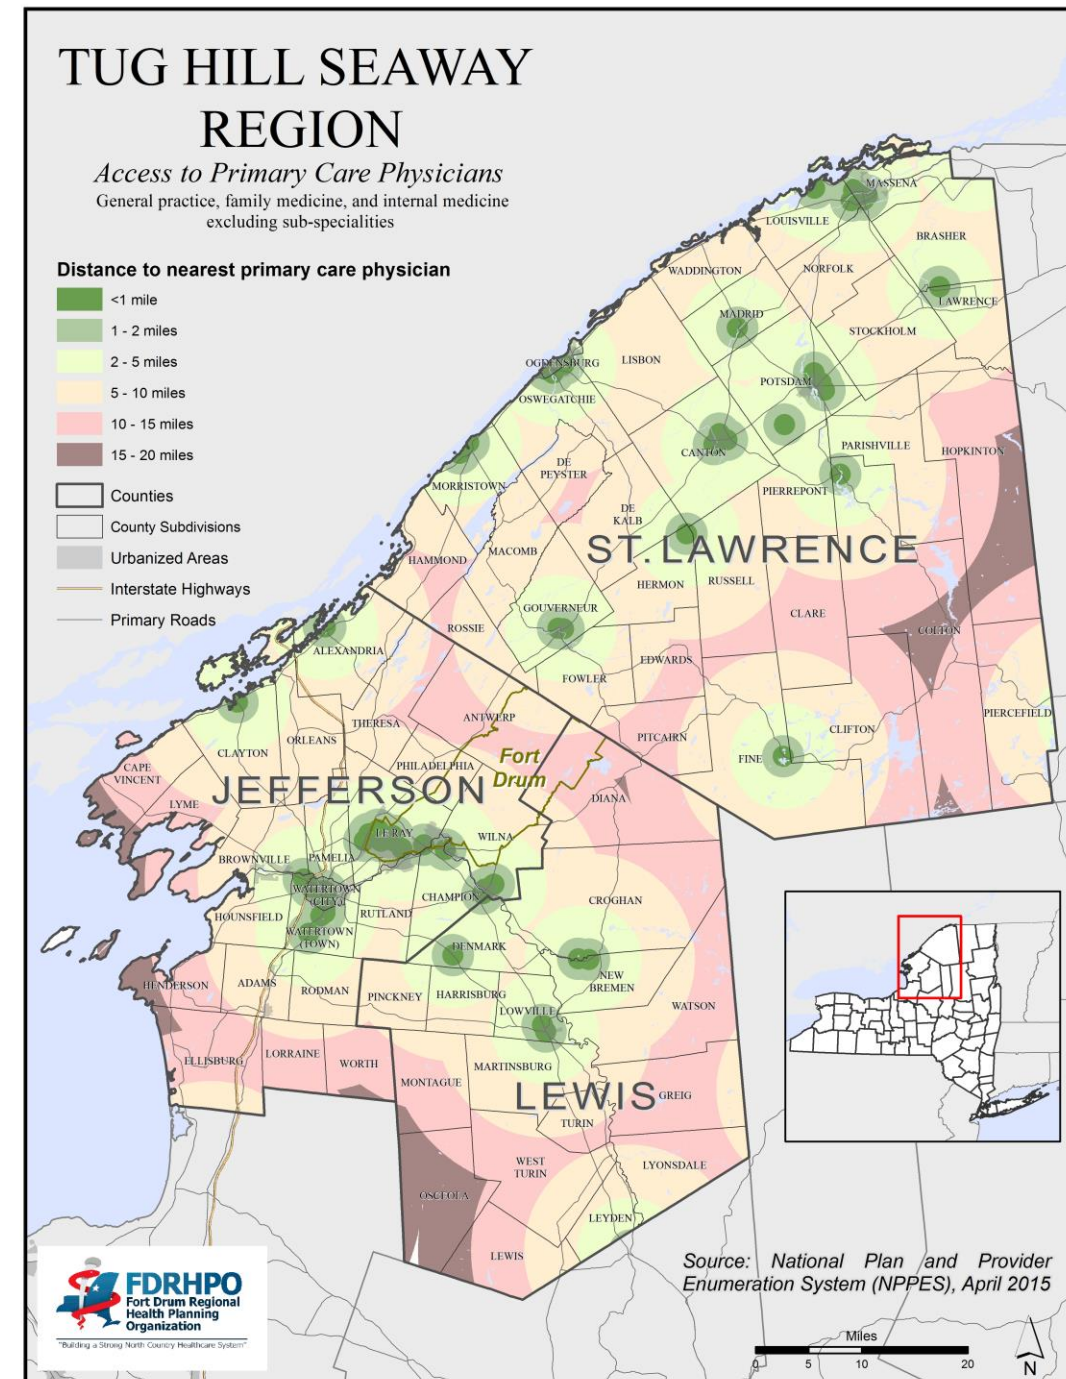 TUG HILL SEAWAY
REGION
Access to Primary Care Physicians
General practice, family medicine, and internal medicine
excluding sub-specialities
Distance to nearest primary care physician
<1 mile
1 - 2 miles
2 - 5 miles
5 - 10 miles
10 - 15 miles
15 - 20 miles
Counties
County Subdivisions
Urbanized Areas
Interstate Highways
Primary Roads
MASSENA
LOUISVILLE
BRASHER
WADDINGTON
NORFOLK
LAWRENCE
MADRID
STOCKHOLM
OGDENSBURG
LISBON
POTSDAM
OSWEGATCHIE
CANTON
PARISHVILLE
HOPKINTON
DE
PEYSTER
MORRISTOWN
PIERREPONT
DE
KALB
ST. LAWRENCE
MACOMB
HAMMOND
HERMON
RUSSELL
GOUVERNEUR
CLARE
ROSSIE
COLTON
ALEXANDRIA
EDWARDS
FOWLER
PIERCEFIELD
ANTWERP
THERESA
CLIFTON
ORLEANS
PITCAIRN
CLAYTON
FINE
Fort
Drum
CAPE
VINCENT
PHILADELPHIA
JEFFERSON
DIANA
LYME
LE RAY
WILNA
BROWNVILLE
PAMELIA
WATERTOWN
(CITY)
CHAMPION
CROGHAN
HOUNSFIELD
RUTLAND
WATERTOWN
(TOWN)
DENMARK
NEW
BREMEN
HENDERSON
ADAMS
RODMAN
PINCKNEY
HARRISBURG
LOWVILLE
WATSON
ELLISBURG
LORRAINE
WORTH
MARTINSBURG
MONTAGUE
LEWIS
GREIG
TURIN
WEST
TURIN
LYONSDALE
OSCEOLA
LEYDEN
LEWIS
FDRHPO
Fort Drum Regional
Health Planning
Organization
"Building a Strong North Country Healthcare System"
Source: National Plan and Provider
Enumeration System (NPPES), April 2015
Miles
0 5 10 20
N